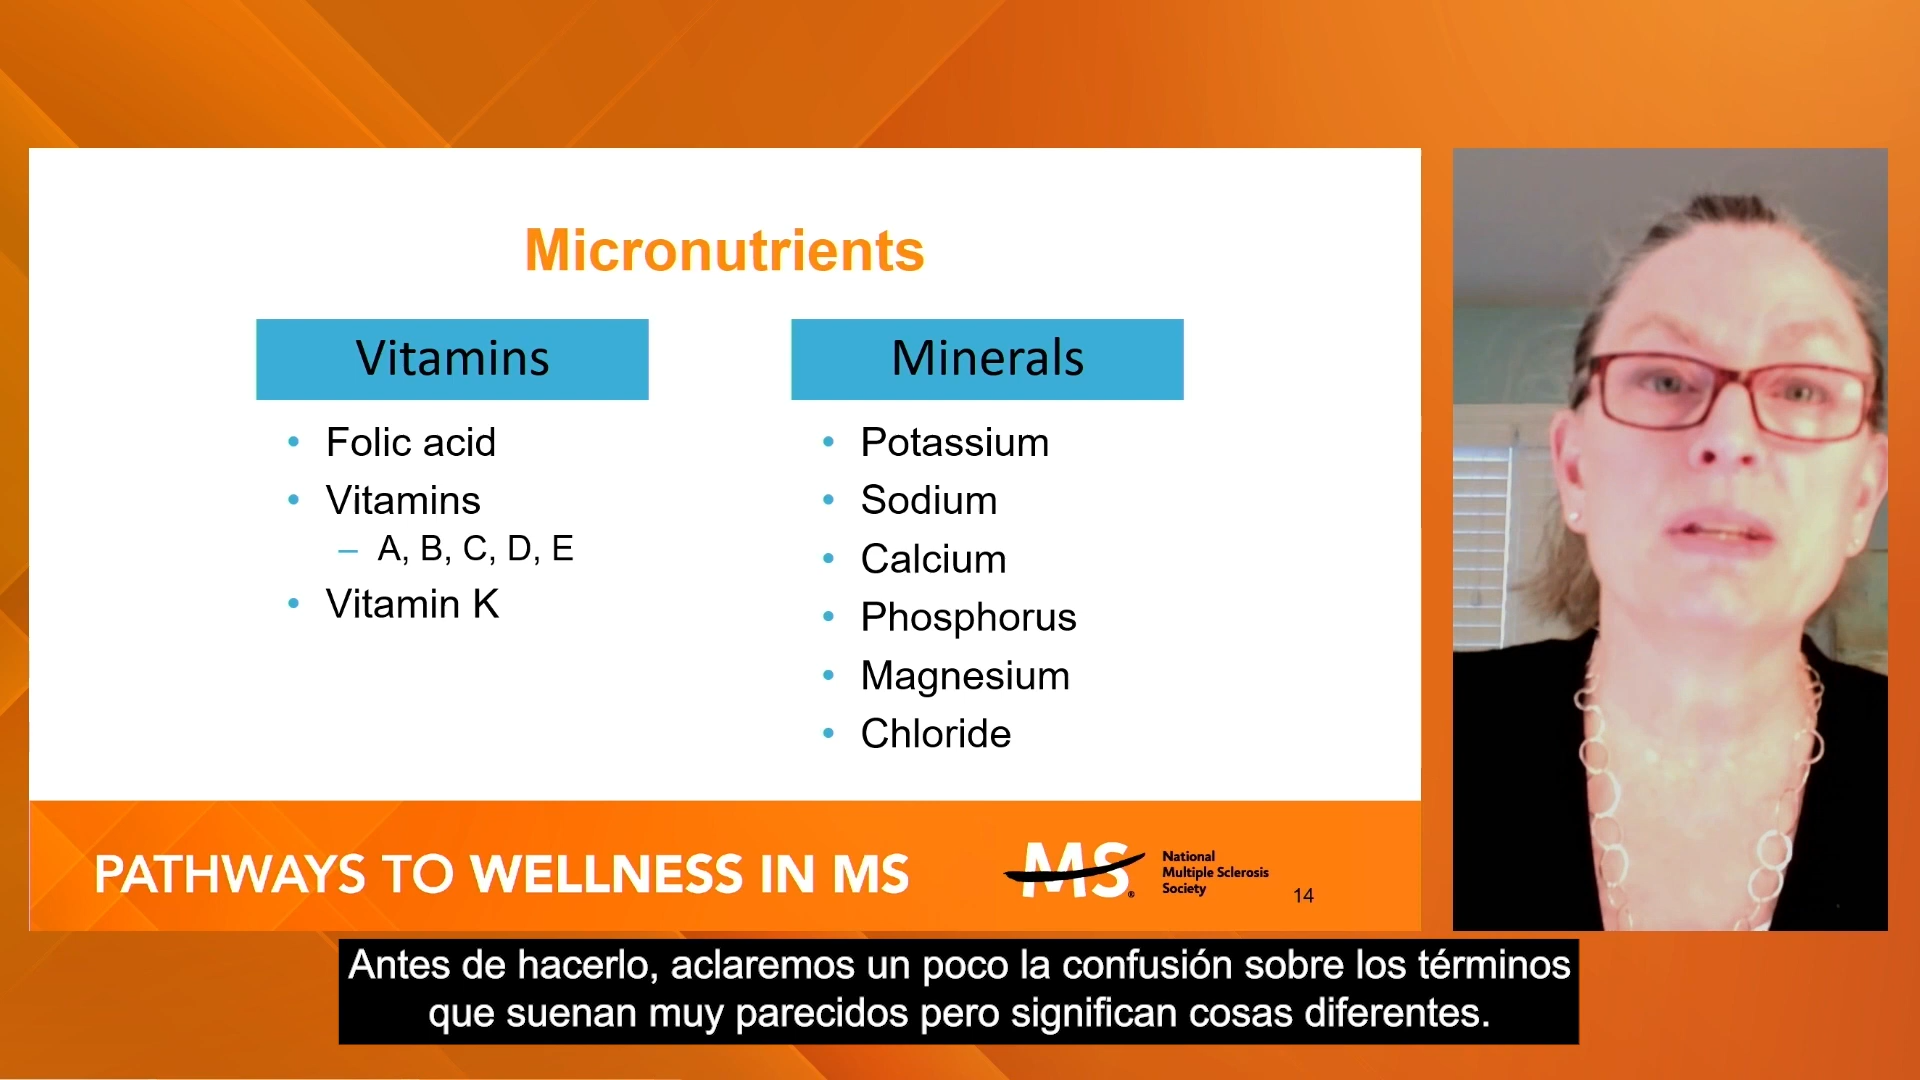 Micronutrients
Vitamins
• Folic acid
• Vitamins
– A, B, C, D, E
• Vitamin K
Minerals
• Potassium
• Sodium
• Calcium
• Phosphorus
• Magnesium
• Chloride
PATHWAYS TO WELLNESS IN MS
MS®
National
Multiple Sclerosis
Society
14
Antes de hacerlo, aclaremos un poco la confusión sobre los términos
que suenan muy parecidos pero significan cosas diferentes.